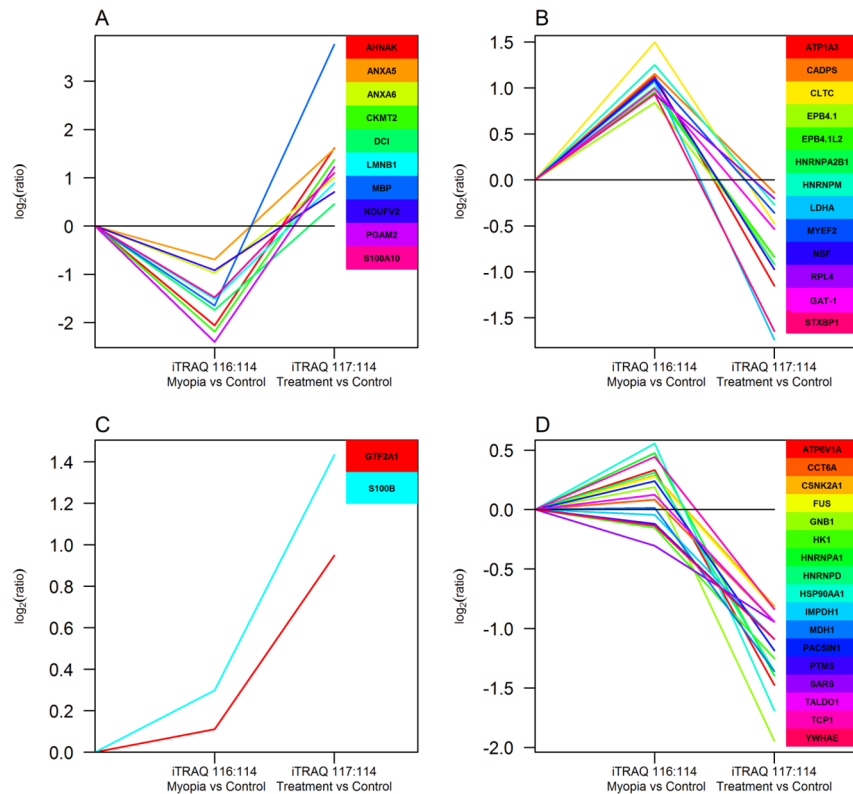 A
log2(ratio)
3
2
1
0
-1
-2
iTRAQ 116:114
Myopia vs Control
iTRAQ 117:114
Treatment vs Control
AHNAK
ANXA5
ANXA6
CKMT2
DCI
LMNB1
MBP
NDUFV2
PGAM2
S100A10
B
log2(ratio)
1.5
1.0
0.5
0.0
-0.5
-1.0
-1.5
iTRAQ 116:114
Myopia vs Control
iTRAQ 117:114
Treatment vs Control
ATP1A3
CADPS
CLTC
EPB4.1
EPB4.1L2
HNRNPA2B1
HNRNPM
LDHA
MYEF2
NSF
RPL4
GAT-1
STXBP1
C
log2(ratio)
1.4
1.2
1.0
0.8
0.6
0.4
0.2
0.0
iTRAQ 116:114
Myopia vs Control
iTRAQ 117:114
Treatment vs Control
GTF2A1
S100B
D
log2(ratio)
0.5
0.0
-0.5
-1.0
-1.5
-2.0
iTRAQ 116:114
Myopia vs Control
iTRAQ 117:114
Treatment vs Control
ATP6V1A
CCT6A
CSNK2A1
FUS
GNB1
HK1
HNRNPA1
HNRNPD
HSP90AA1
IMPDH1
MDH1
PACSIN1
PTMS
SARS
TALDO1
TCP1
YWHAE